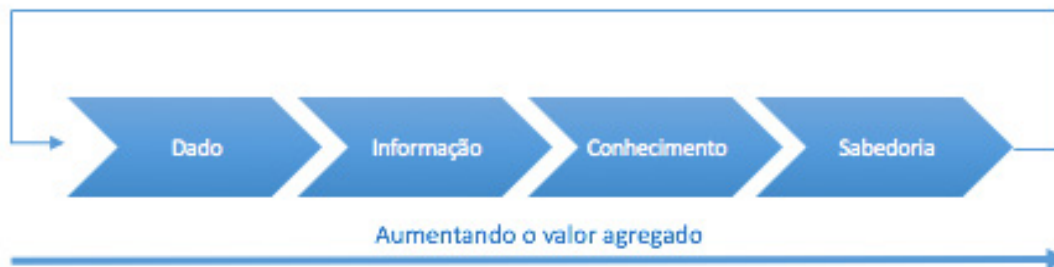 Dado
Informação
Conhecimento
Sabedoria
Aumentando o valor agregado